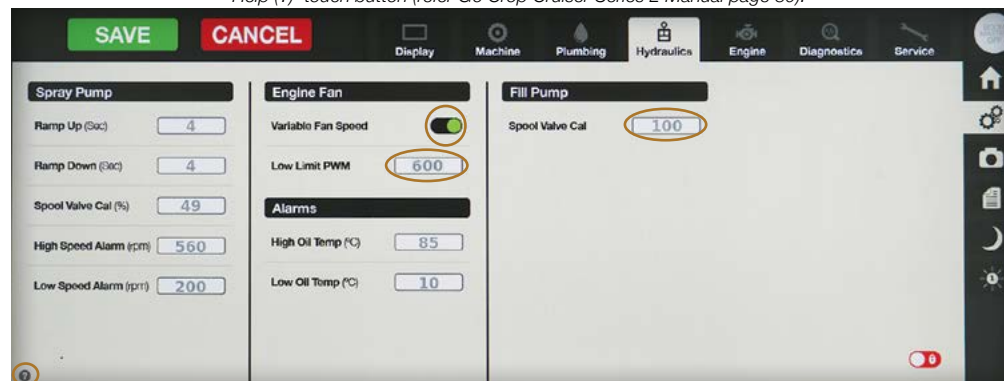 Help (?)" touch button (refer Go Crop Cruiser Series 2 Manual page 80).
SAVE
CANCEL
Display
Machine
Plumbing
Hydraulics
Engine
Diagnostics
Service
Spray Pump
Ramp Up (Sec)
4
Ramp Down (Sec)
4
Spool Valve Cal (%)
49
High Speed Alarm (rpm)
560
Low Speed Alarm (rpm)
200
Engine Fan
Variable Fan Speed
Low Limit PWM
600
Alarms
High Oil Temp (°C)
85
Low Oil Temp (°C)
10
Fill Pump
Spool Valve Cal
100
?